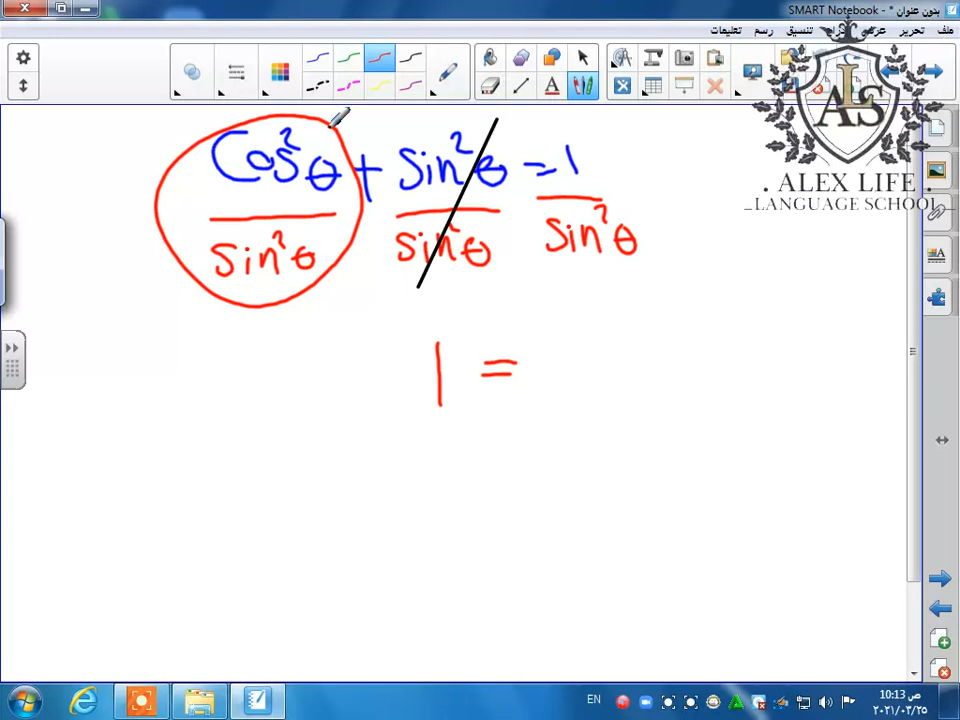 بدون عنوان * - SMART Notebook
ملف تحرير عرض إدراج تنسيق رسم تعليمات
ALS
. ALEX LIFE .
LANGUAGE SCHOOL
Cos²θ + Sin²θ = 1
Sin²θ Sin²θ Sin²θ
1 =
EN
10:13 ص
٢٠٢١/٠٣/٢٥